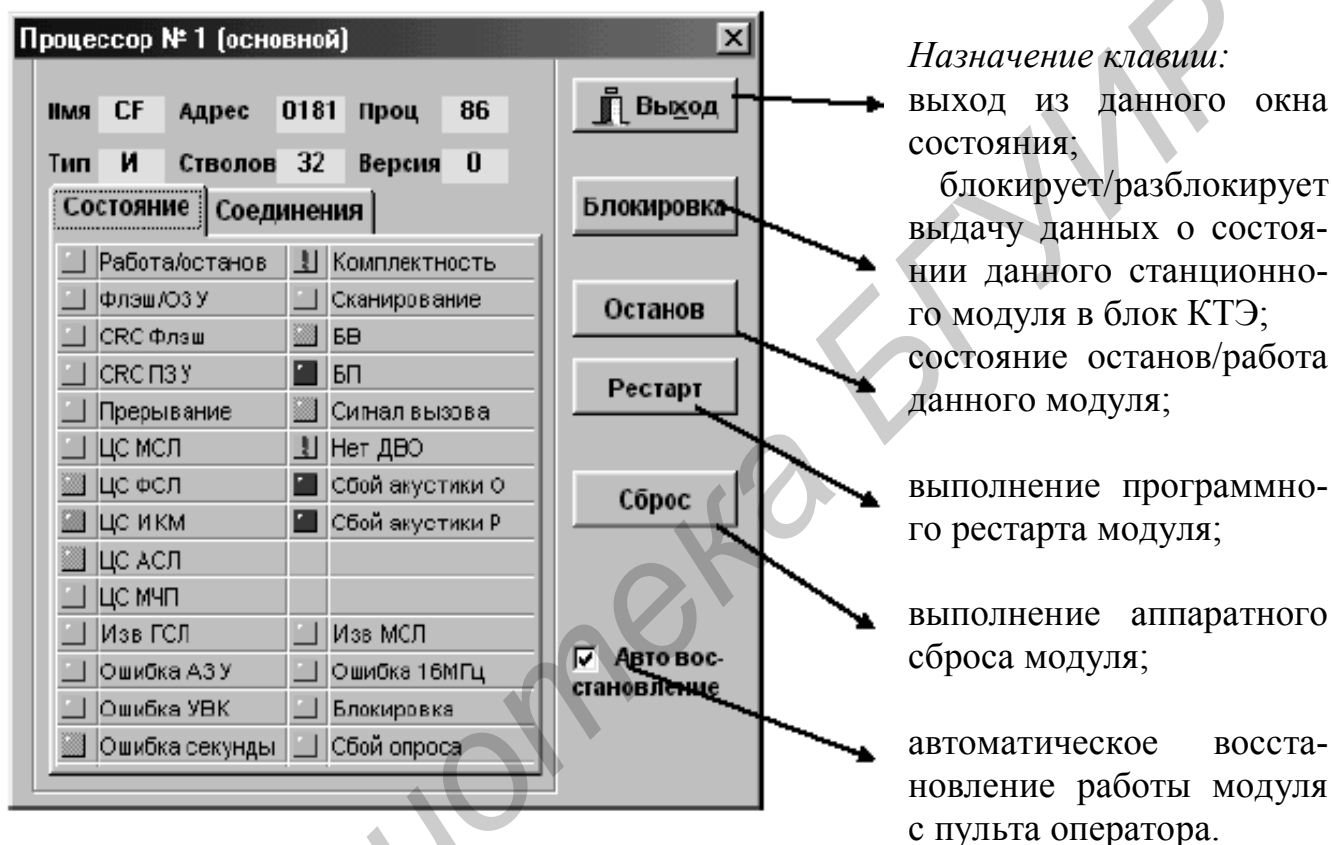 Процессор № 1 (основной)
Имя CF Адрес 0181 Проц 86
Тип И Стволов 32 Версия 0
Состояние Соединения
Работа/останов Комплектность
Флэш/ОЗУ Сканирование
CRC Флэш БВ
CRC ПЗУ БП
Прерывание Сигнал вызова
ЦС МСЛ Нет ДВО
ЦС ФСЛ Сбой акустики О
ЦС ИКМ Сбой акустики Р
ЦС АСЛ
ЦС МЧП
Изв ГСЛ Изв МСЛ
Ошибка АЗУ Ошибка 16МГц
Ошибка УВК Блокировка
Ошибка секунды Сбой опроса
Выход
Блокировка
Останов
Рестарт
Сброс
Авто вос-
становление
Назначение клавиш:
выход из данного окна
состояния;
блокирует/разблокирует
выдачу данных о состоя-
нии данного станционно-
го модуля в блок КТЭ;
состояние останов/работа
данного модуля;
выполнение программно-
го рестарта модуля;
выполнение аппаратного
сброса модуля;
автоматическое восста-
новление работы модуля
с пульта оператора.
иотека БГУИР